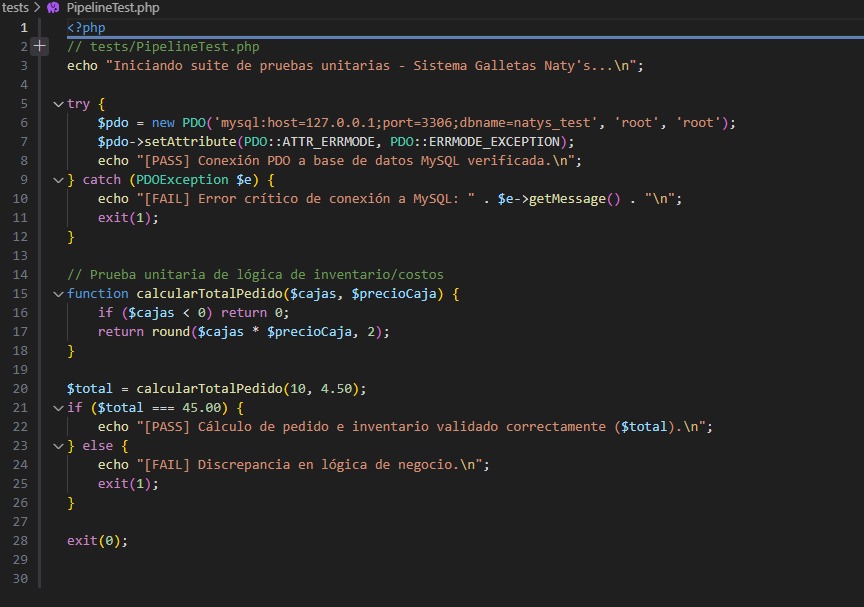 tests > PipelineTest.php
1 <?php
2 // tests/PipelineTest.php
3 echo "Iniciando suite de pruebas unitarias - Sistema Galletas Naty's...\n";
4
5 try {
6 $pdo = new PDO('mysql:host=127.0.0.1;port=3306;dbname=natys_test', 'root', 'root');
7 $pdo->setAttribute(PDO::ATTR_ERRMODE, PDO::ERRMODE_EXCEPTION);
8 echo "[PASS] Conexión PDO a base de datos MySQL verificada.\n";
9 } catch (PDOException $e) {
10 echo "[FAIL] Error crítico de conexión a MySQL: " . $e->getMessage() . "\n";
11 exit(1);
12 }
13
14 // Prueba unitaria de lógica de inventario/costos
15 function calcularTotalPedido($cajas, $precioCaja) {
16 if ($cajas < 0) return 0;
17 return round($cajas * $precioCaja, 2);
18 }
19
20 $total = calcularTotalPedido(10, 4.50);
21 if ($total === 45.00) {
22 echo "[PASS] Cálculo de pedido e inventario validado correctamente ($total).\n";
23 } else {
24 echo "[FAIL] Discrepancia en lógica de negocio.\n";
25 exit(1);
26 }
27
28 exit(0);
29
30